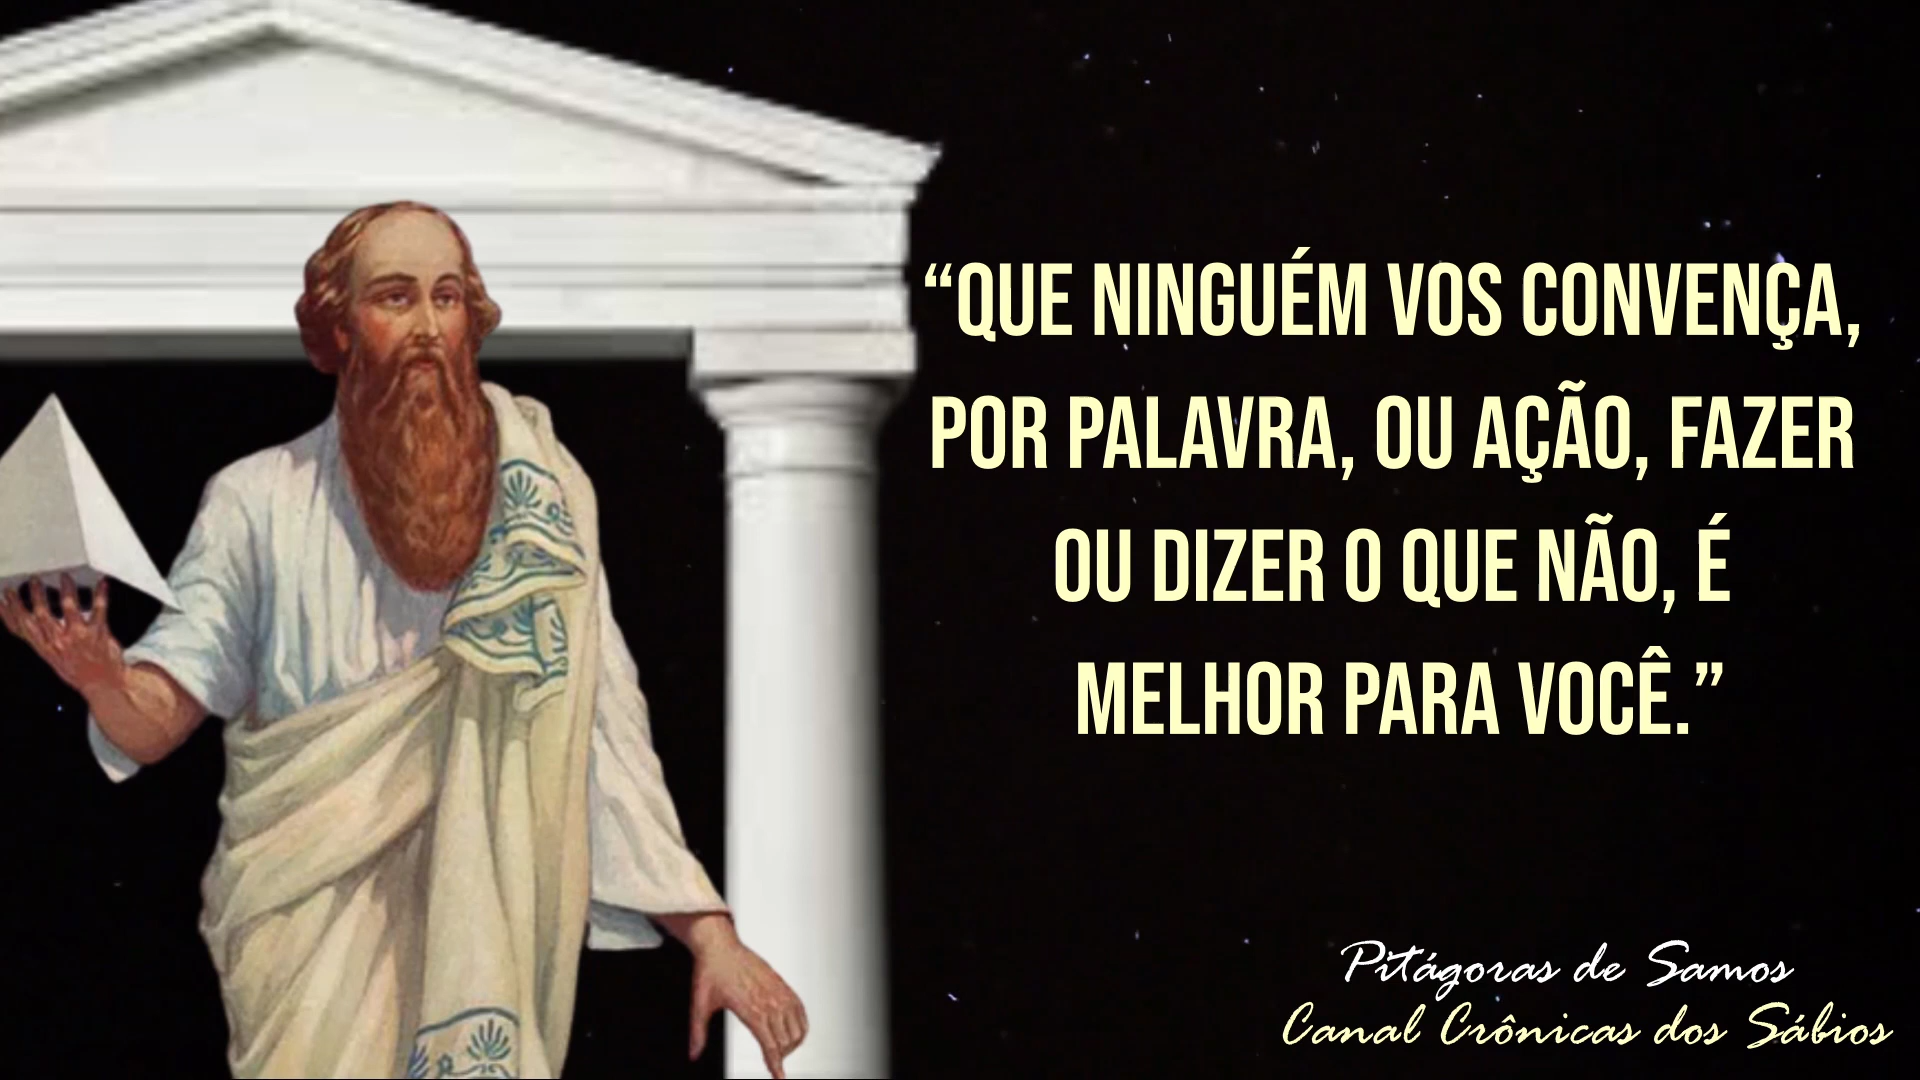 “QUE NINGUÉM VOS CONVENÇA,
POR PALAVRA, OU AÇÃO, FAZER
OU DIZER O QUE NÃO, É
MELHOR PARA VOCÊ.”
Pitágoras de Samos
Canal Crônicas dos Sábios